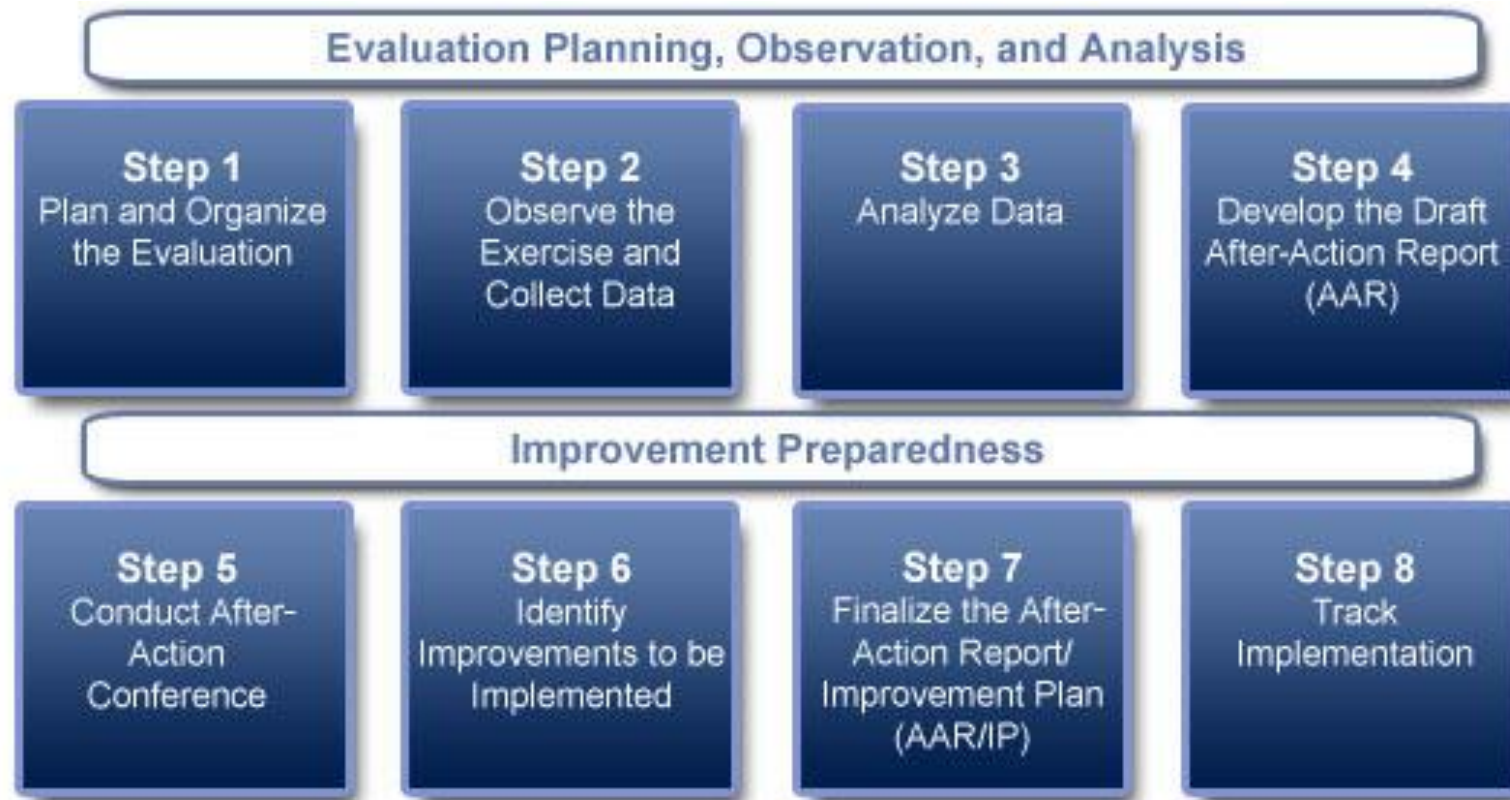 Evaluation Planning, Observation, and Analysis
Step 1
Plan and Organize
the Evaluation
Step 2
Observe the
Exercise and
Collect Data
Step 3
Analyze Data
Step 4
Develop the Draft
After-Action Report
(AAR)
Improvement Preparedness
Step 5
Conduct After-
Action
Conference
Step 6
Identify
Improvements to be
Implemented
Step 7
Finalize the After-
Action Report/
Improvement Plan
(AAR/IP)
Step 8
Track
Implementation